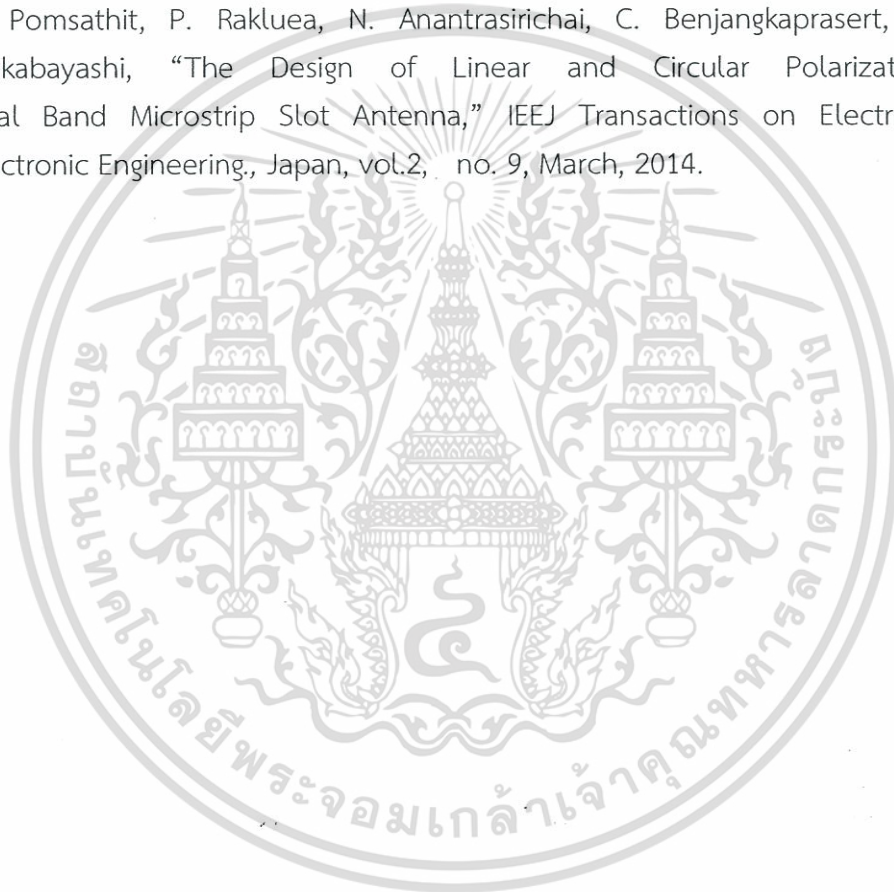 Pomsathit, P. Rakluea, N. Anantrasirichai, C. Benjangkaprasert,
kabayashi, “The Design of Linear and Circular Polarizat
al Band Microstrip Slot Antenna,” IEEJ Transactions on Electr
ctronic Engineering., Japan, vol.2, no. 9, March, 2014.
๔
สถาบันเทคโนโลยีพระจอมเกล้าเจ้าคุณทหารลาดกระบัง